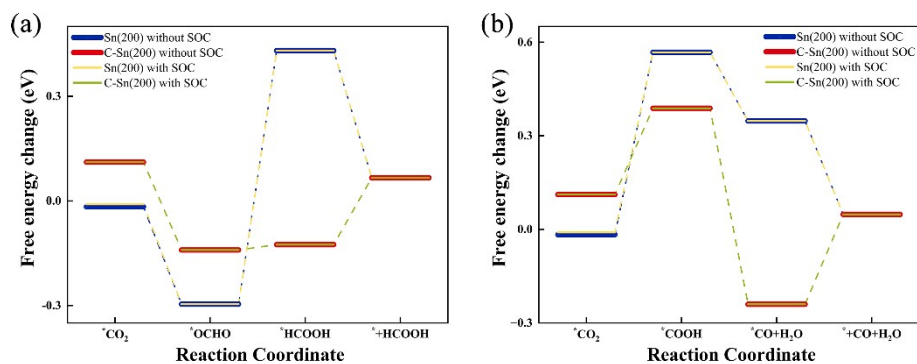 (a)
Sn(200) without SOC
C-Sn(200) without SOC
Sn(200) with SOC
C-Sn(200) with SOC
Free energy change (eV)
0.3
0.0
-0.3
*CO₂
*OCHO
*HCOOH
*+HCOOH
Reaction Coordinate
(b)
Sn(200) without SOC
C-Sn(200) without SOC
Sn(200) with SOC
C-Sn(200) with SOC
Free energy change (eV)
0.6
0.3
0.0
−0.3
*CO₂
*COOH
*CO+H₂O
*+CO+H₂O
Reaction Coordinate